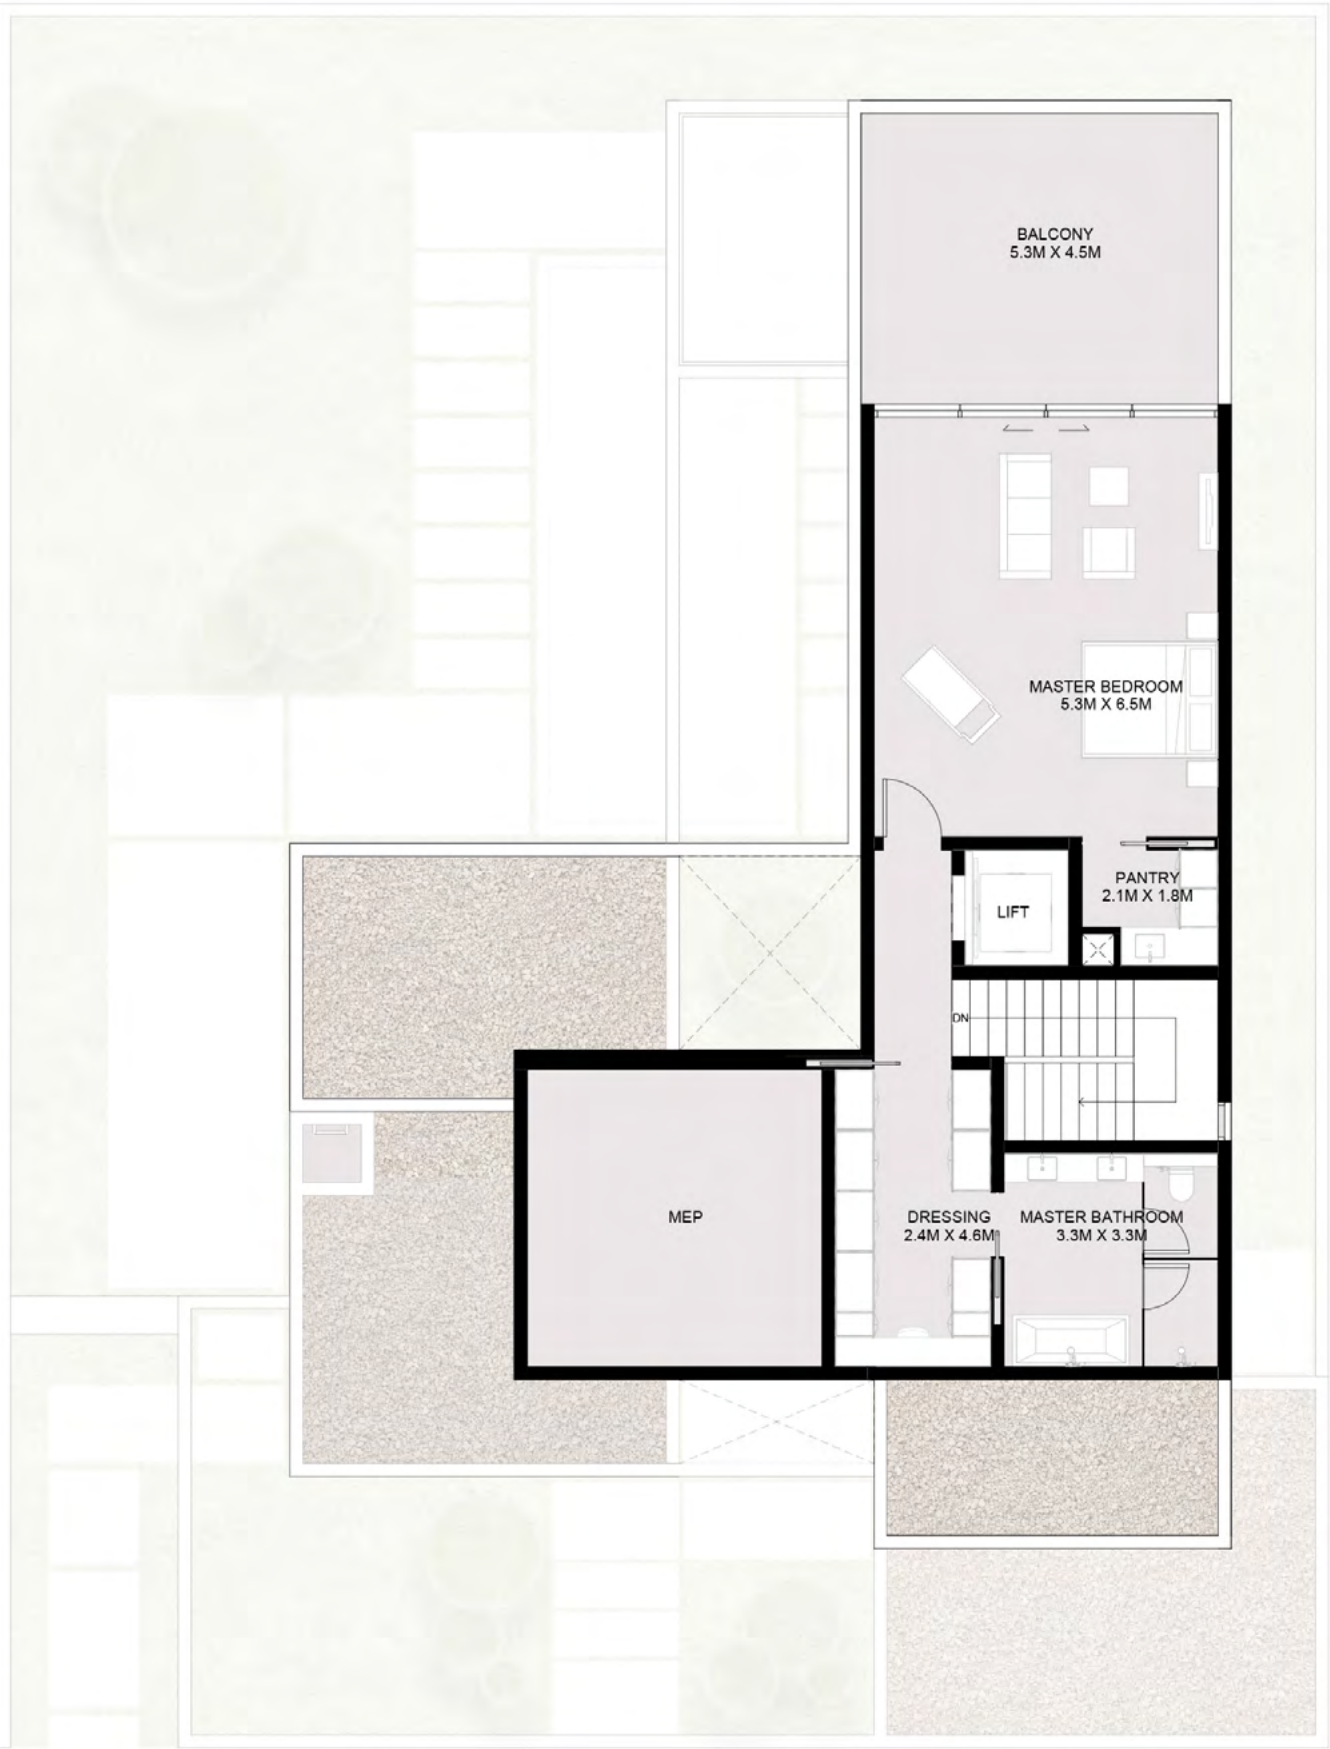 BALCONY
5.3M X 4.5M
MASTER BEDROOM
5.3M X 6.5M
PANTRY
2.1M X 1.8M
LIFT
DN
MEP
DRESSING
2.4M X 4.6M
MASTER BATHROOM
3.3M X 3.3M